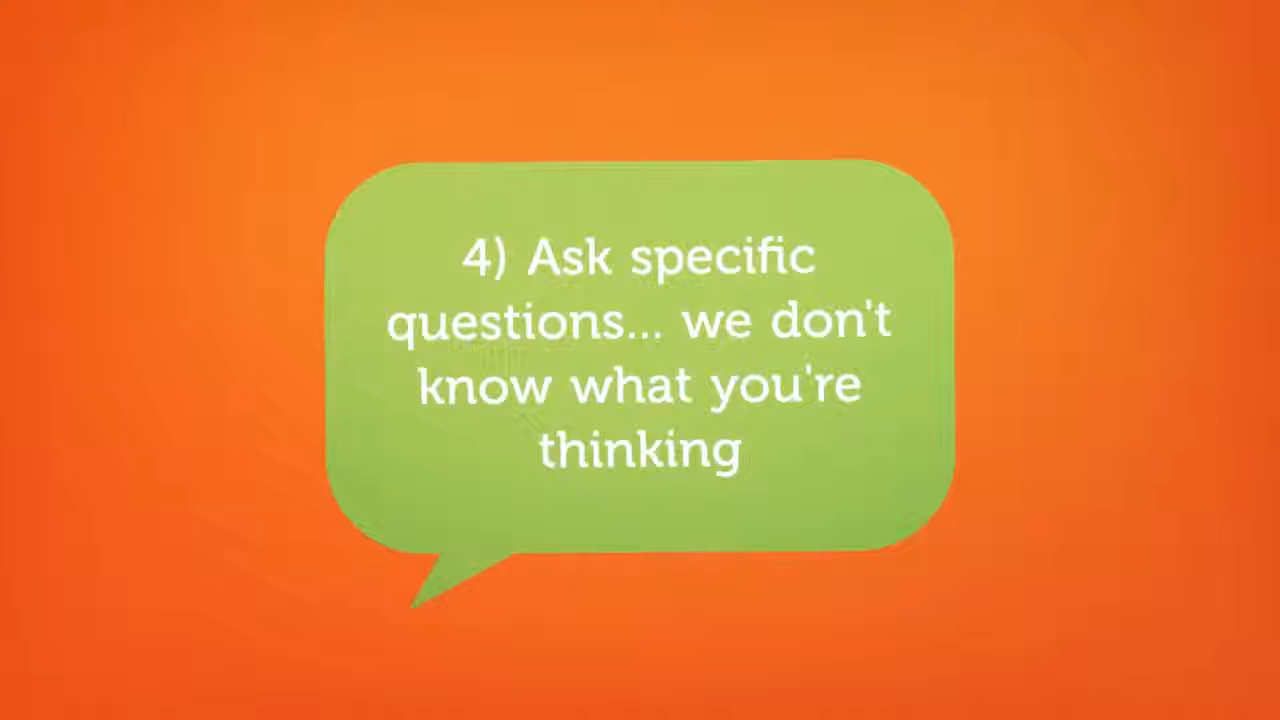 4) Ask specific
questions... we don't
know what you're
thinking